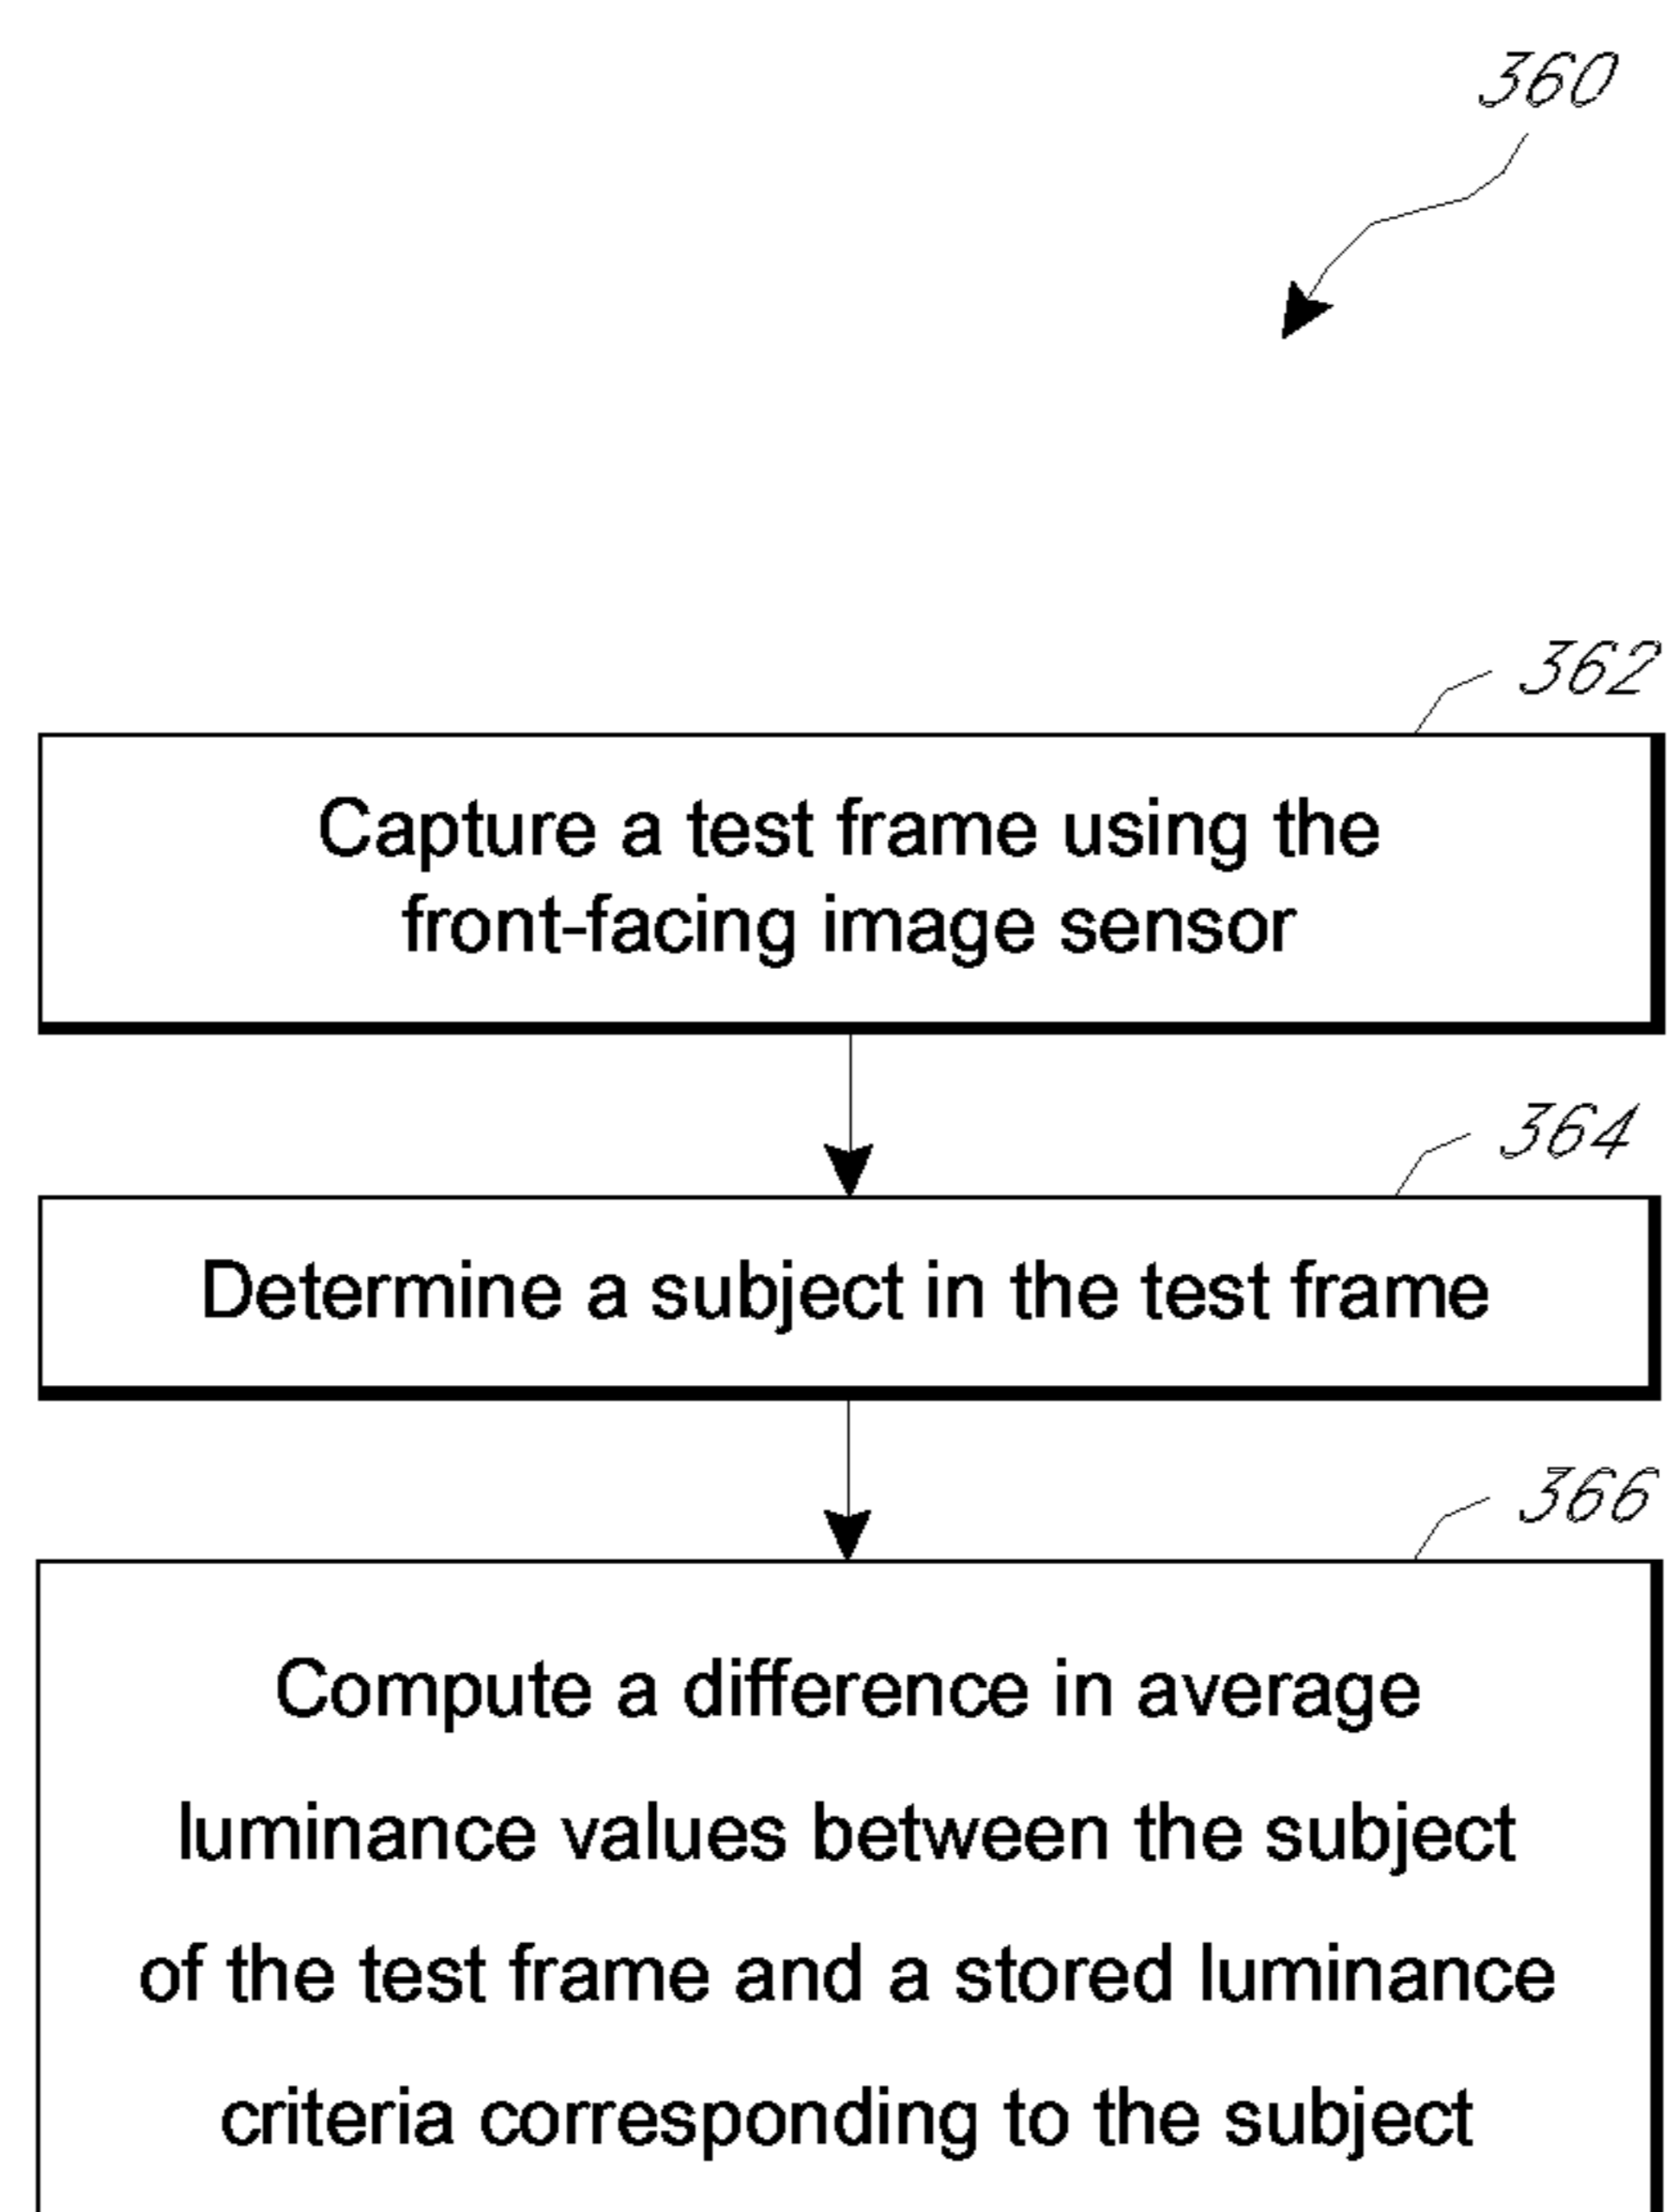 360
362
Capture a test frame using the
front-facing image sensor
364
Determine a subject in the test frame
366
Compute a difference in average
luminance values between the subject
of the test frame and a stored luminance
criteria corresponding to the subject